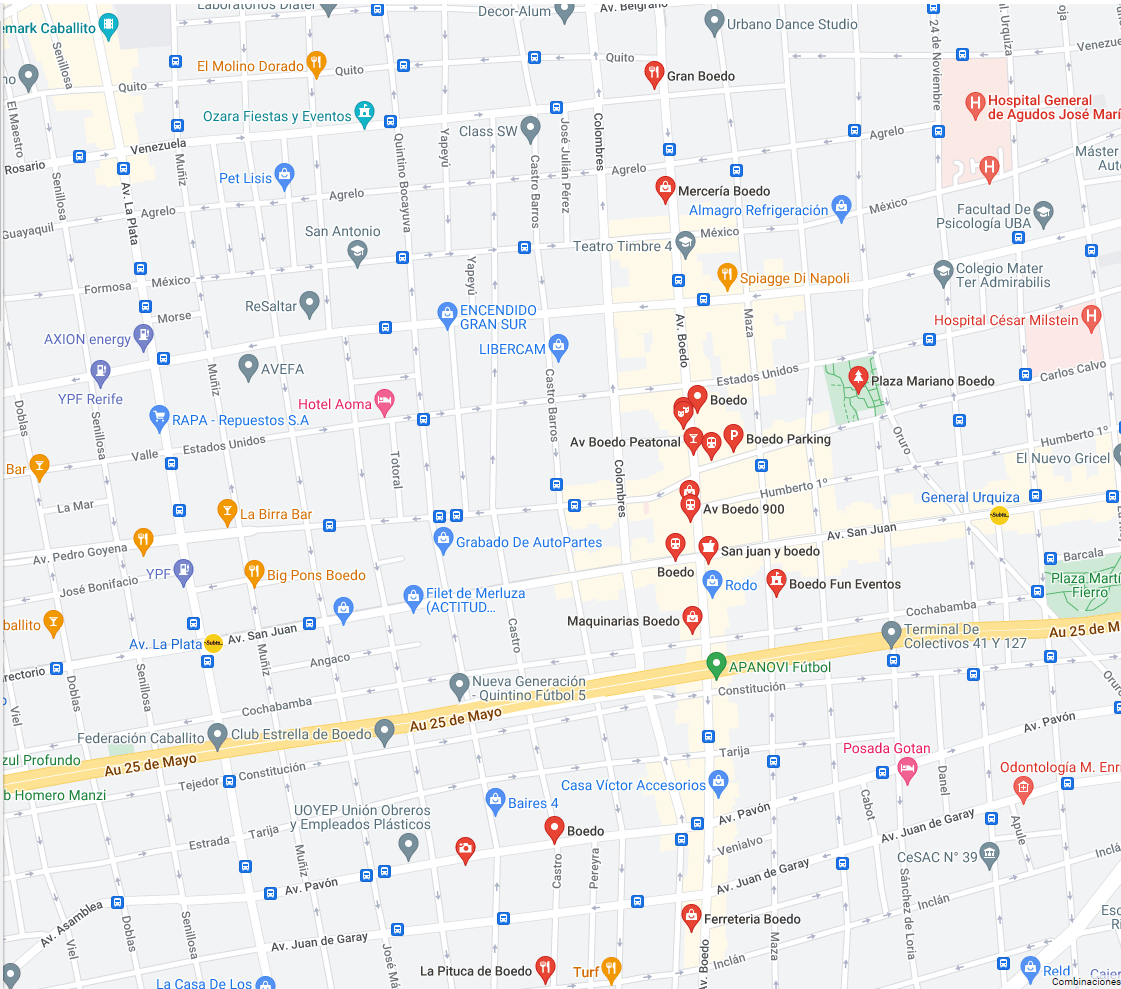 Laboratorios Diater
Decor-Alum
Av. Belgrano
emark Caballito
Urbano Dance Studio
24 de Noviembre
Gral. Urquiza
Senillosa
El Molino Dorado
Quito
Quito
Quito
Gran Boedo
Venezuela
El Maestro
Ozara Fiestas y Eventos
Class SW
Yapeyú
José Julián Pérez
Colombres
Hospital General
de Agudos José Marí
Agrelo
Rosario
Venezuela
Muñiz
Quintino Bocayuva
Castro Barros
Máster
Senillosa
Av. La Plata
Pet Lisis
Agrelo
Agrelo
Mercería Boedo
Almagro Refrigeración
México
Facultad De
Psicología UBA
Guayaquil
Agrelo
San Antonio
Teatro Timbre 4
México
Formosa
México
Yapeyú
Spiagge Di Napoli
Colegio Mater
Ter Admirabilis
ReSaltar
Morse
ENCENDIDO
GRAN SUR
Av. Boedo
Maza
Hospital César Milstein
AXION energy
LIBERCAM
AVEFA
Muñiz
Castro Barros
Estados Unidos
Plaza Mariano Boedo
Carlos Calvo
YPF Rerife
Doblas
Senillosa
Hotel Aoma
Boedo
RAPA - Repuestos S.A
Estados Unidos
Valle
Totoral
Av Boedo Peatonal
Boedo Parking
Oruro
Humberto 1º
El Nuevo Gricel
Bar
Colombres
Humberto 1º
General Urquiza
La Mar
La Birra Bar
Av Boedo 900
Subte
Av. San Juan
Av. Pedro Goyena
Grabado De AutoPartes
San juan y boedo
Barcala
José Bonifacio
YPF
Big Pons Boedo
Boedo
Rodo
Boedo Fun Eventos
Plaza Martí
Fierro
Filet de Merluza
(ACTITUD...
Cochabamba
ballito
Maquinarias Boedo
Castro
Terminal De
Colectivos 41 Y 127
Au 25 de M
Av. La Plata
Subte
Av. San Juan
Muñiz
Angaco
APANOVI Fútbol
irectorio
Doblas
Senillosa
Nueva Generación
- Quintino Fútbol 5
Constitución
Oruro
Viel
Cochabamba
Au 25 de Mayo
Av. Pavón
Federación Caballito
Club Estrella de Boedo
Tarija
Posada Gotan
zul Profundo
Au 25 de Mayo
Constitución
Tejedor
Casa Víctor Accesorios
Danel
Odontología M. Enri
b Homero Manzi
Baires 4
Cabot
UOYEP Unión Obreros
y Empleados Plásticos
Tarija
Estrada
Muñiz
Boedo
Av. Pavón
Av. Juan de Garay
Apule
Venialvo
Castro
Pereyra
CeSAC N° 39
Inclá
Av. Pavón
Av. Juan de Garay
Sánchez de Loria
Inclán
Av. Asamblea
Viel
Doblas
Senillosa
Av. Juan de Garay
José Má
Ferreteria Boedo
Maza
La Pituca de Boedo
Turf
Inclán
Av Boedo
Reld
La Casa De Los
Combinaciones